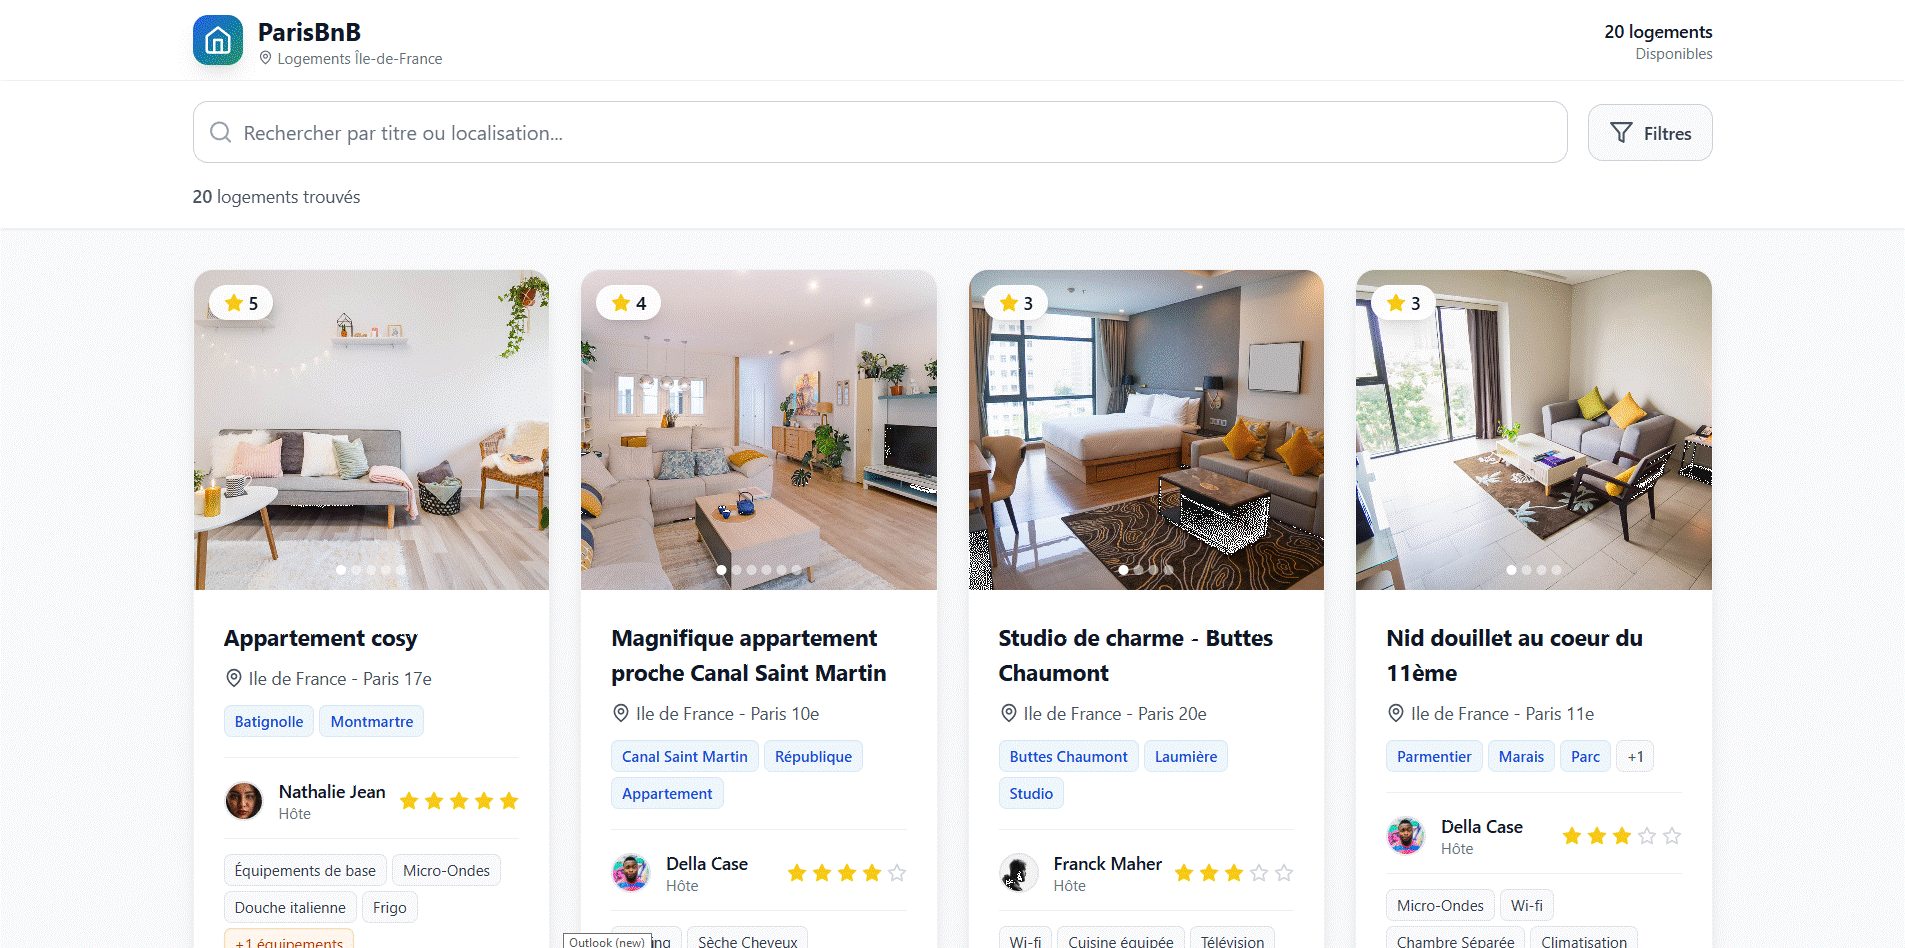 ParisBnB
Logements Île-de-France
20 logements
Disponibles
Rechercher par titre ou localisation...
Filtres
20 logements trouvés
5
4
3
3
Appartement cosy
Ile de France - Paris 17e
Batignolle
Montmartre
Nathalie Jean
Hôte
Équipements de base
Micro-Ondes
Douche italienne
Frigo
+1 équipements
Magnifique appartement
proche Canal Saint Martin
Ile de France - Paris 10e
Canal Saint Martin
République
Appartement
Della Case
Hôte
Sèche Cheveux
Studio de charme - Buttes
Chaumont
Ile de France - Paris 20e
Buttes Chaumont
Laumière
Studio
Franck Maher
Hôte
Wi-fi
Cuisine équipée
Télévision
Nid douillet au coeur du
11ème
Ile de France - Paris 11e
Parmentier
Marais
Parc
+1
Della Case
Hôte
Micro-Ondes
Wi-fi
Chambre Séparée
Climatisation
Outlook (new)